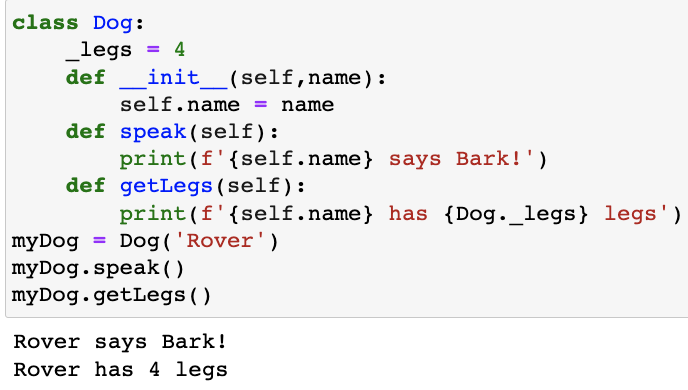 class Dog:
    _legs = 4
    def __init__(self,name):
        self.name = name
    def speak(self):
        print(f'{self.name} says Bark!')
    def getLegs(self):
        print(f'{self.name} has {Dog._legs} legs')
myDog = Dog('Rover')
myDog.speak()
myDog.getLegs()
Rover says Bark!
Rover has 4 legs